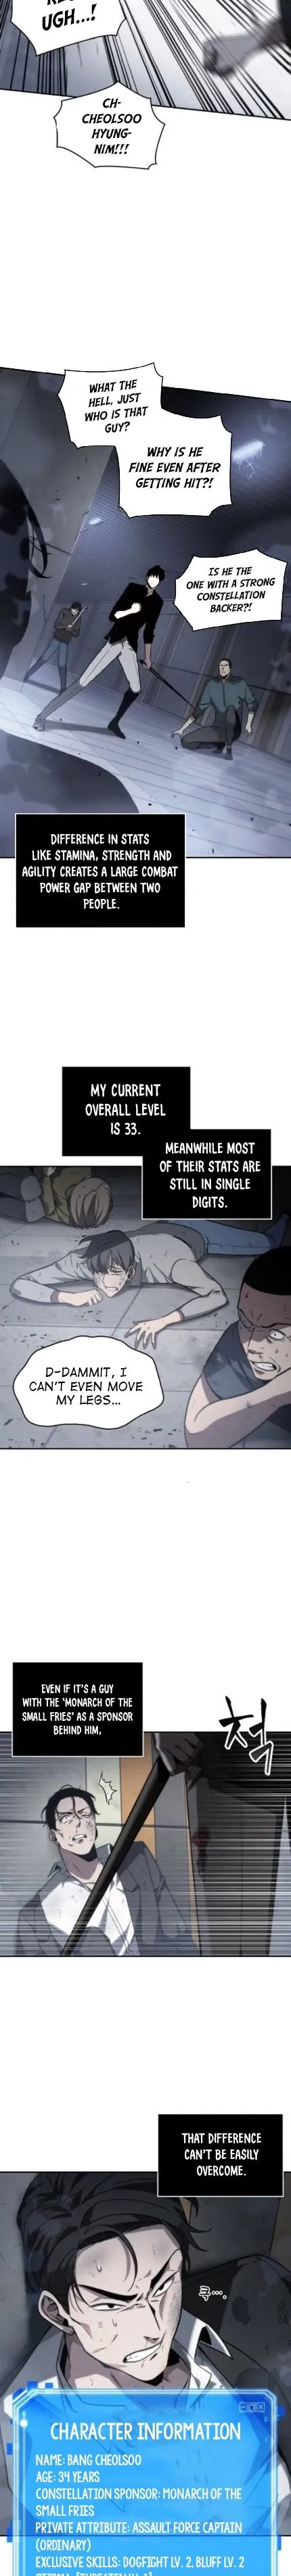 UGH...!
CH-
CHEOLSOO
HYUNG-
NIM!!!
WHAT THE
HELL, JUST
WHO IS THAT
GUY?
WHY IS HE
FINE EVEN AFTER
GETTING HIT?!
IS HE THE
ONE WITH A STRONG
CONSTELLATION
BACKER?!
DIFFERENCE IN STATS
LIKE STAMINA, STRENGTH AND
AGILITY CREATES A LARGE COMBAT
POWER GAP BETWEEN TWO
PEOPLE.
MY CURRENT
OVERALL LEVEL
IS 33.
MEANWHILE MOST
OF THEIR STATS ARE
STILL IN SINGLE
DIGITS.
D-DAMMIT, I
CAN'T EVEN MOVE
MY LEGS...
EVEN IF IT'S A GUY
WITH THE 'MONARCH OF THE
SMALL FRIES' AS A SPONSOR
BEHIND HIM,
척
THAT DIFFERENCE
CAN'T BE EASILY
OVERCOME.
큭...
CHARACTER INFORMATION
NAME: BANG CHEOLSOO
AGE: 34 YEARS
CONSTELLATION SPONSOR: MONARCH OF THE
SMALL FRIES
PRIVATE ATTRIBUTE: ASSAULT FORCE CAPTAIN
(ORDINARY)
EXCLUSIVE SKILLS: DOGFIGHT LV. 2, BLUFF LV. 2